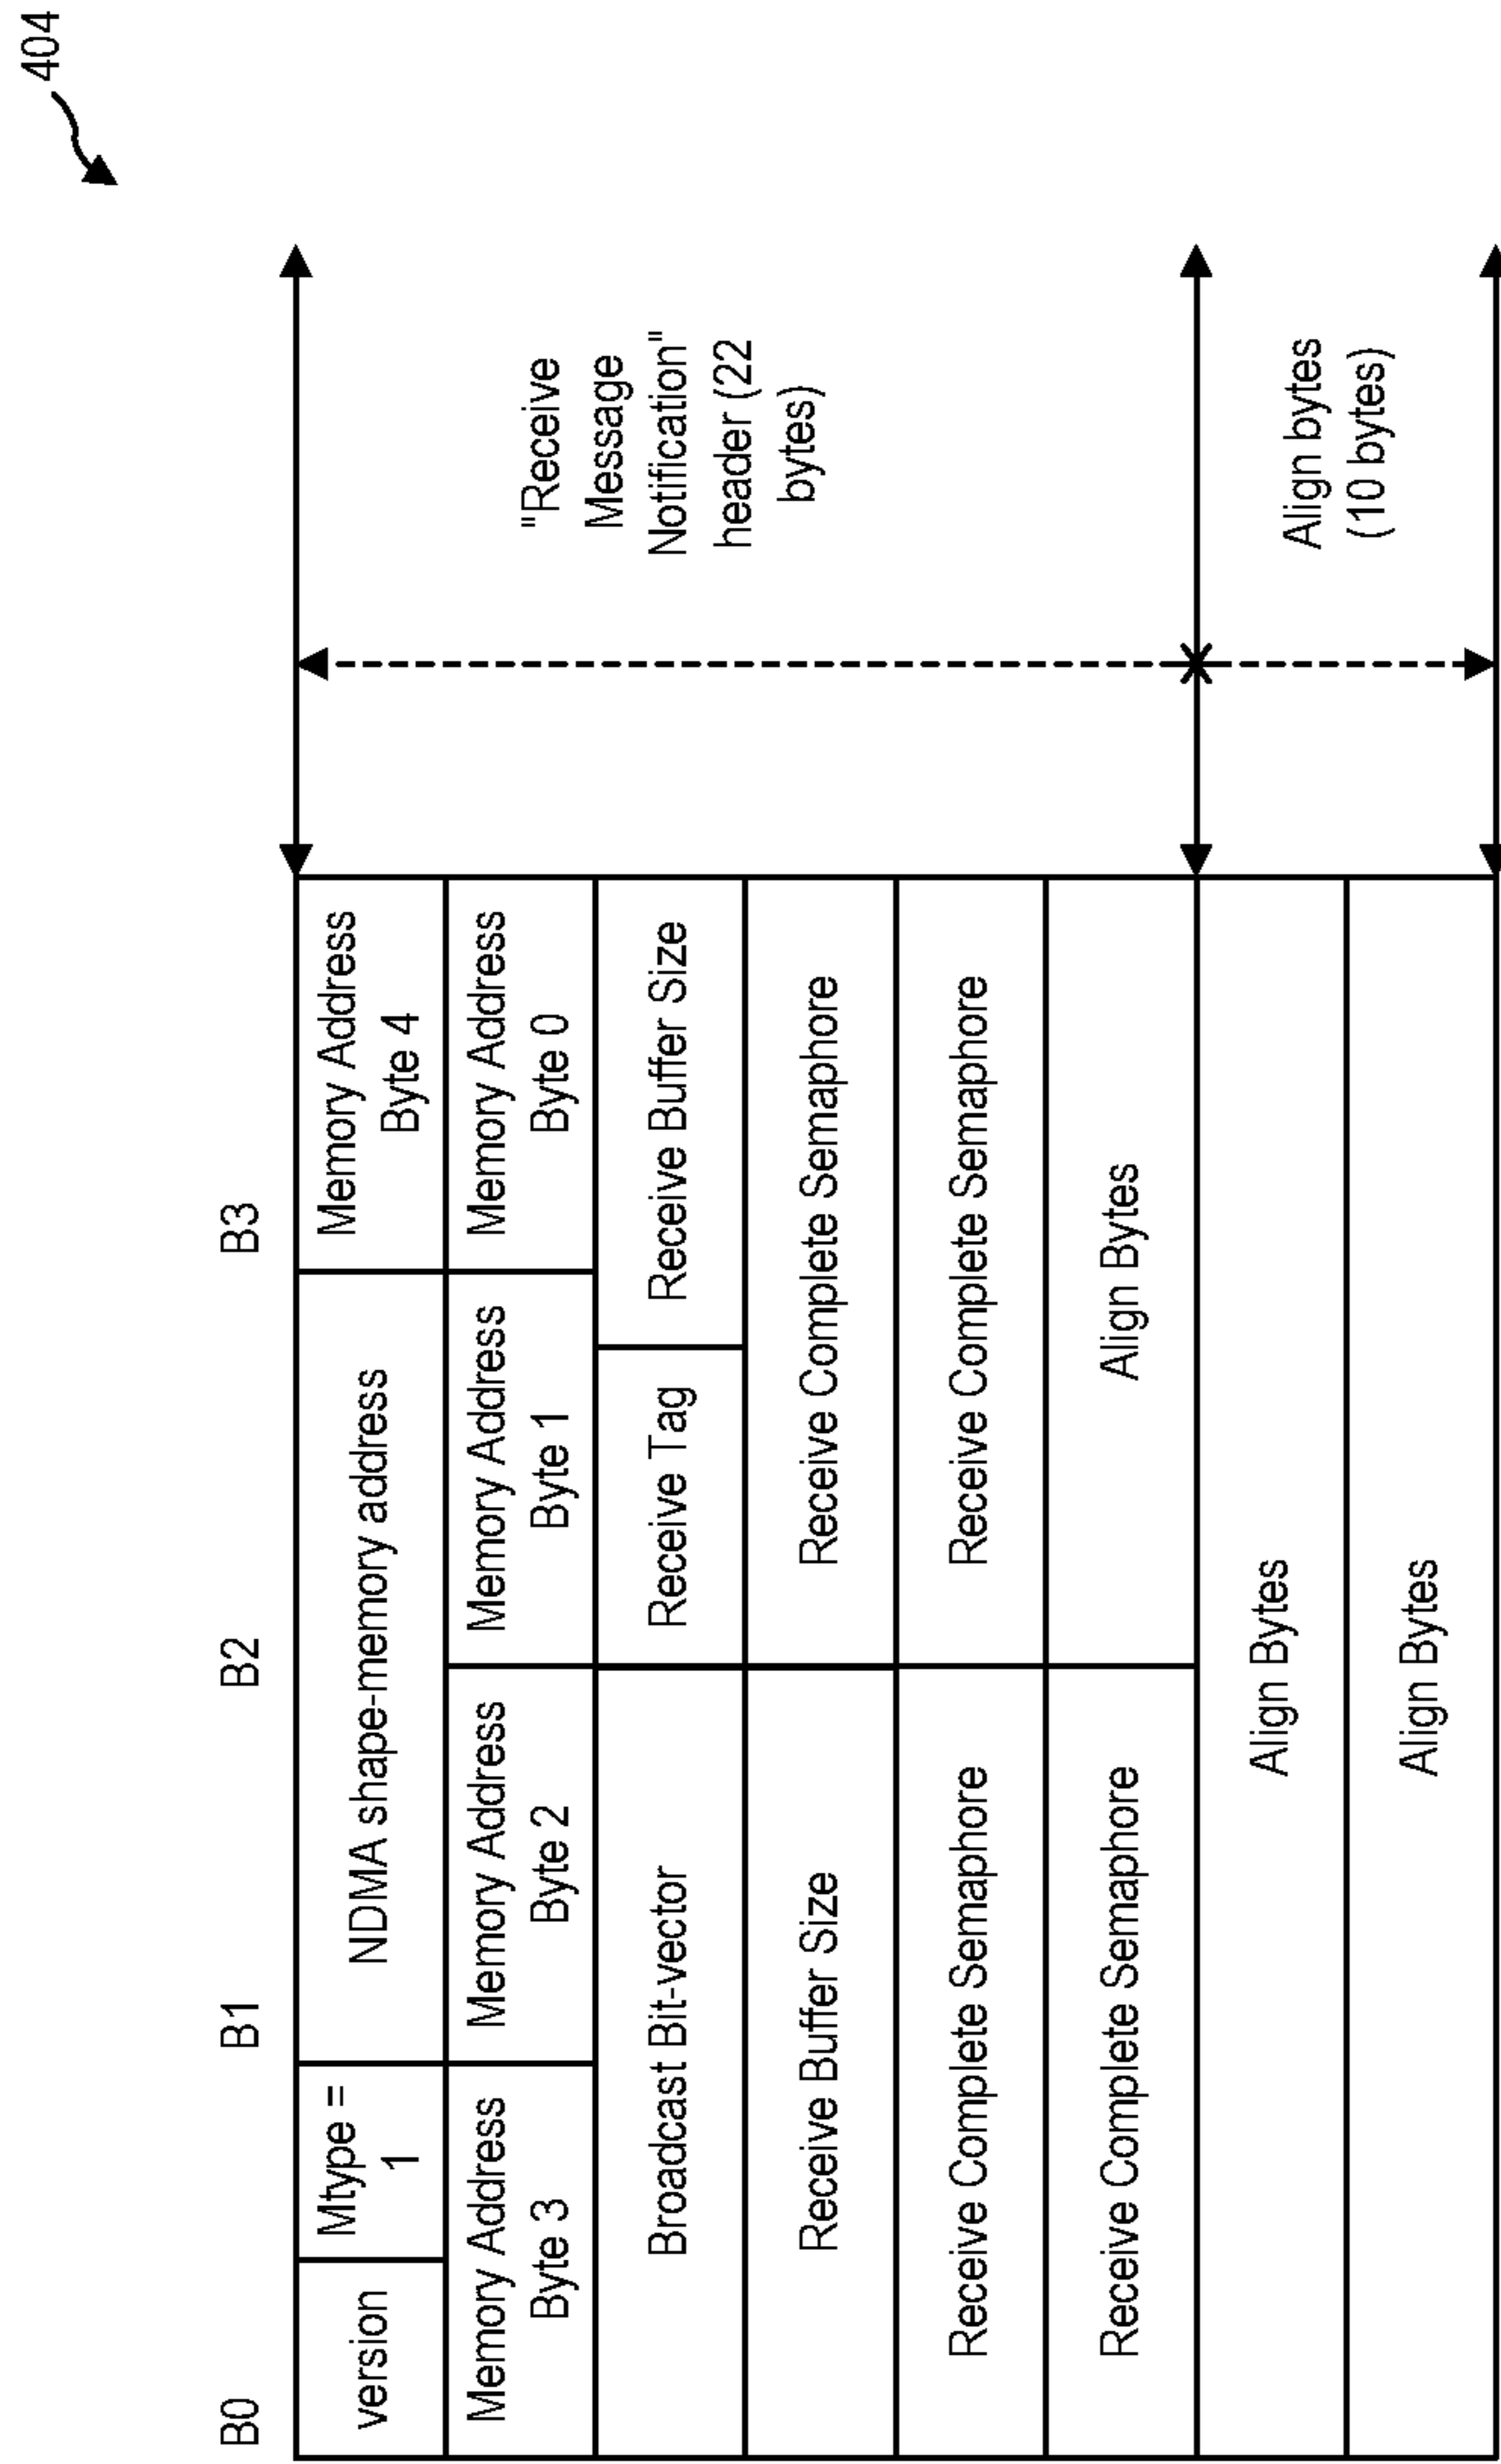 404
B0
B1
B2
B3
version
Mtype =
1
NDMA shape-memory address
Memory Address
Byte 4
Memory Address
Byte 3
Memory Address
Byte 2
Memory Address
Byte 1
Memory Address
Byte 0
Broadcast Bit-vector
Receive Tag
Receive Buffer Size
Receive Buffer Size
Receive Complete Semaphore
Receive Complete Semaphore
Receive Complete Semaphore
Receive Complete Semaphore
Align Bytes
Align Bytes
Align Bytes
"Receive
Message
Notification"
header (22
bytes)
Align bytes
(10 bytes)